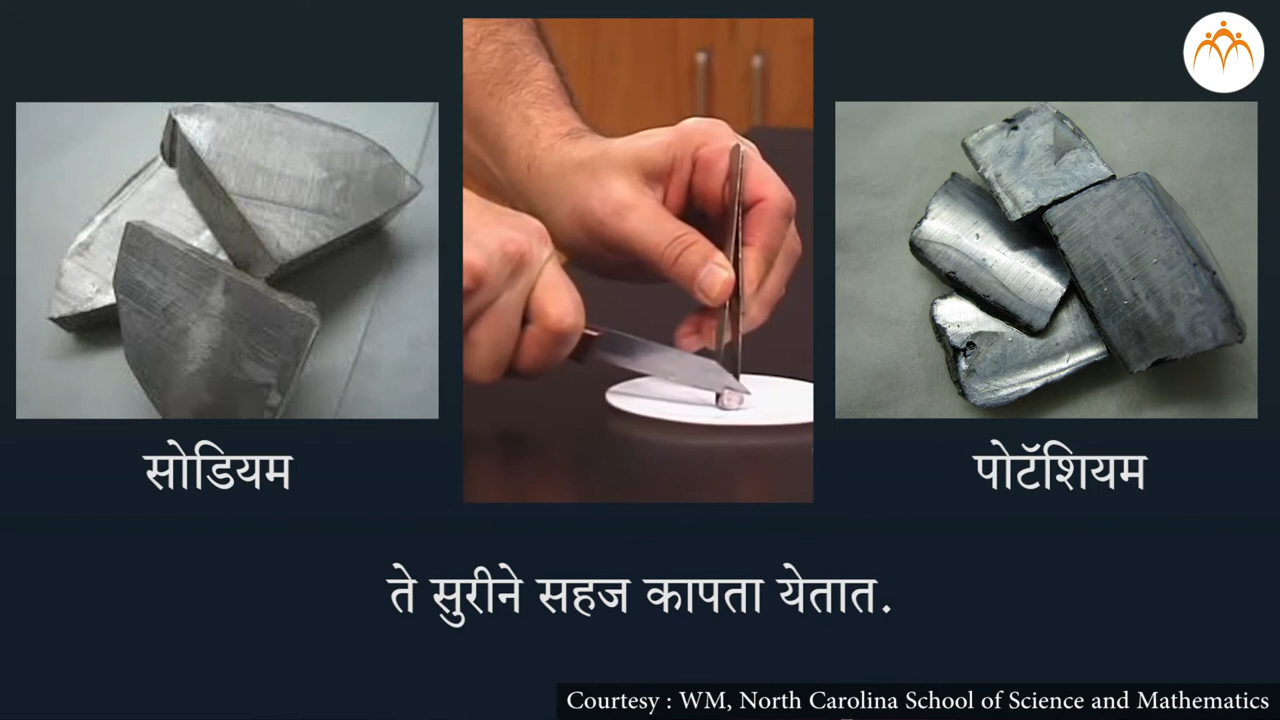 सोडियम
पोटॅशियम
ते सुरीने सहज कापता येतात.
Courtesy : WM, North Carolina School of Science and Mathematics